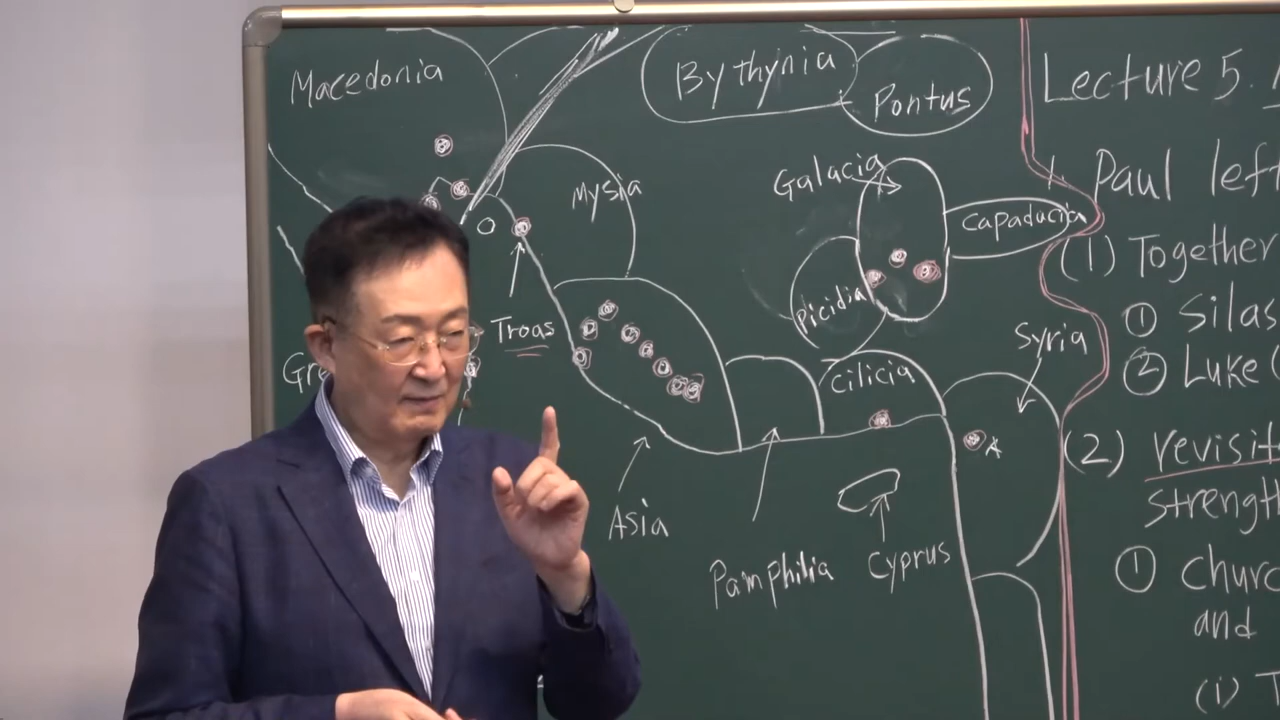 Macedonia
Bythynia
Pontus
Mysia
Galacia
Capaducia
Picidia
Troas
Cilicia
Syria
A
Asia
Pamphilia
Cyprus
Lecture 5.
1. Paul left
(1) Together
① Silas
② Luke (
(2) revisit
strength
① Churc
and
(i) T
Gre